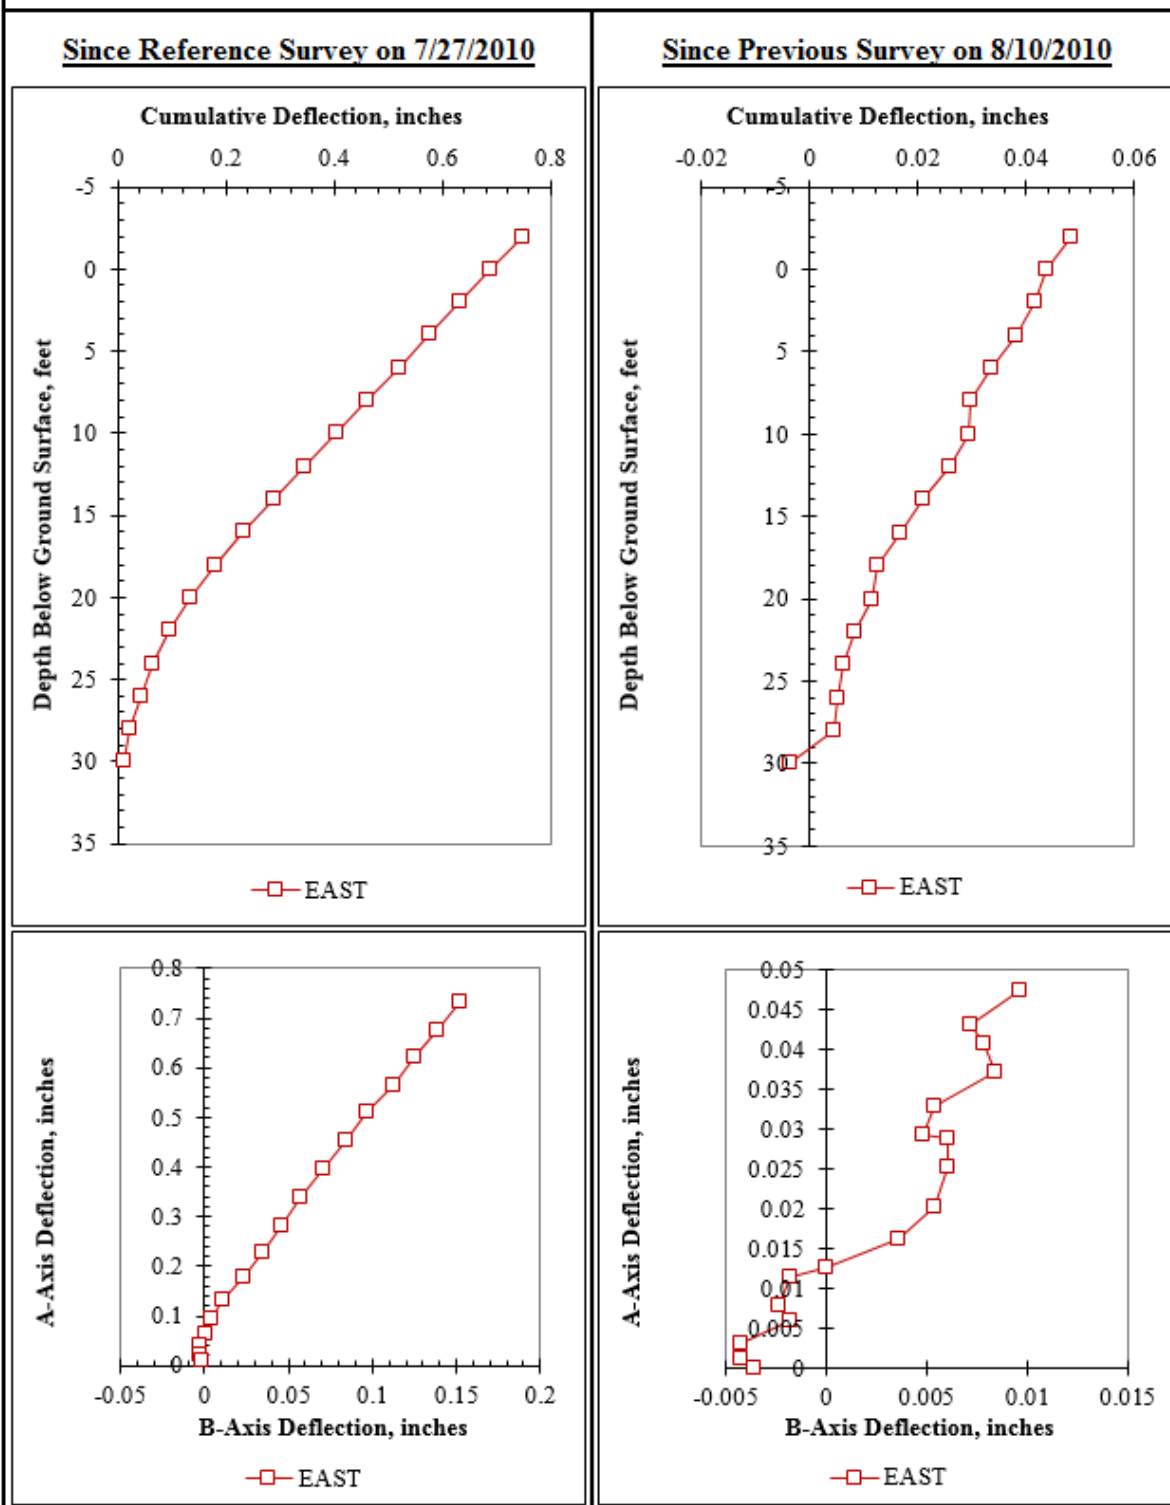 Since Reference Survey on 7/27/2010
Cumulative Deflection, inches
0 0.2 0.4 0.6 0.8
-5
0
5
10
15
20
25
30
35
Depth Below Ground Surface, feet
EAST
Since Previous Survey on 8/10/2010
Cumulative Deflection, inches
-0.02 0 0.02 0.04 0.06
-5
0
5
10
15
20
25
30
35
Depth Below Ground Surface, feet
EAST
0.8
0.7
0.6
0.5
0.4
0.3
0.2
0.1
0
A-Axis Deflection, inches
-0.05 0 0.05 0.1 0.15 0.2
B-Axis Deflection, inches
EAST
0.05
0.045
0.04
0.035
0.03
0.025
0.02
0.015
0.01
0.005
0
A-Axis Deflection, inches
-0.005 0 0.005 0.01 0.015
B-Axis Deflection, inches
EAST